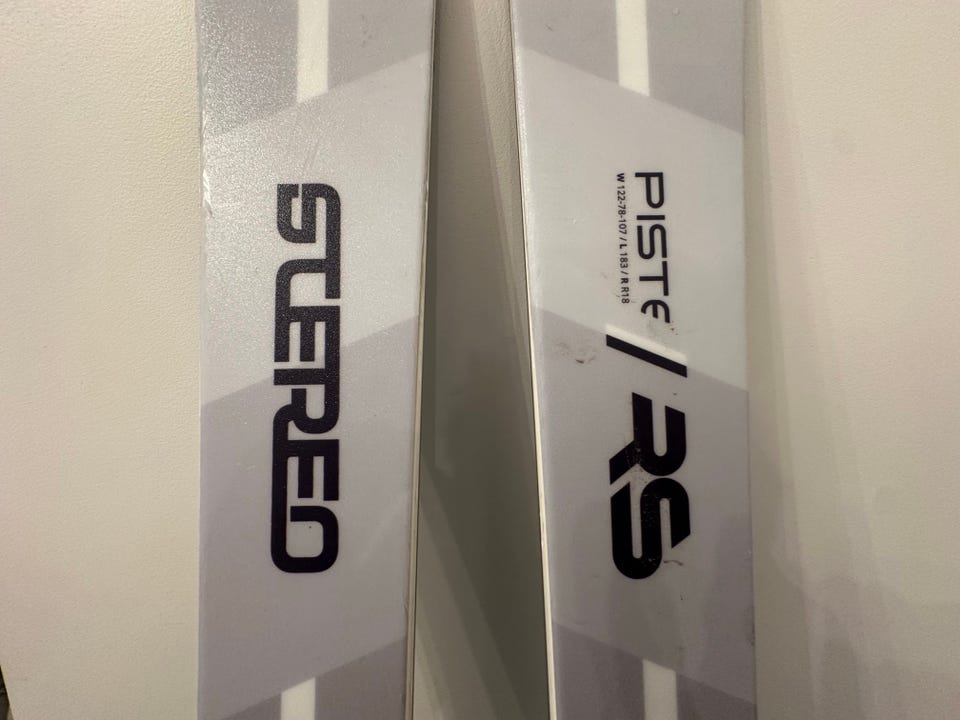 STEREO
PISTE / RS
W 122-78-107 / L 183 / R R18